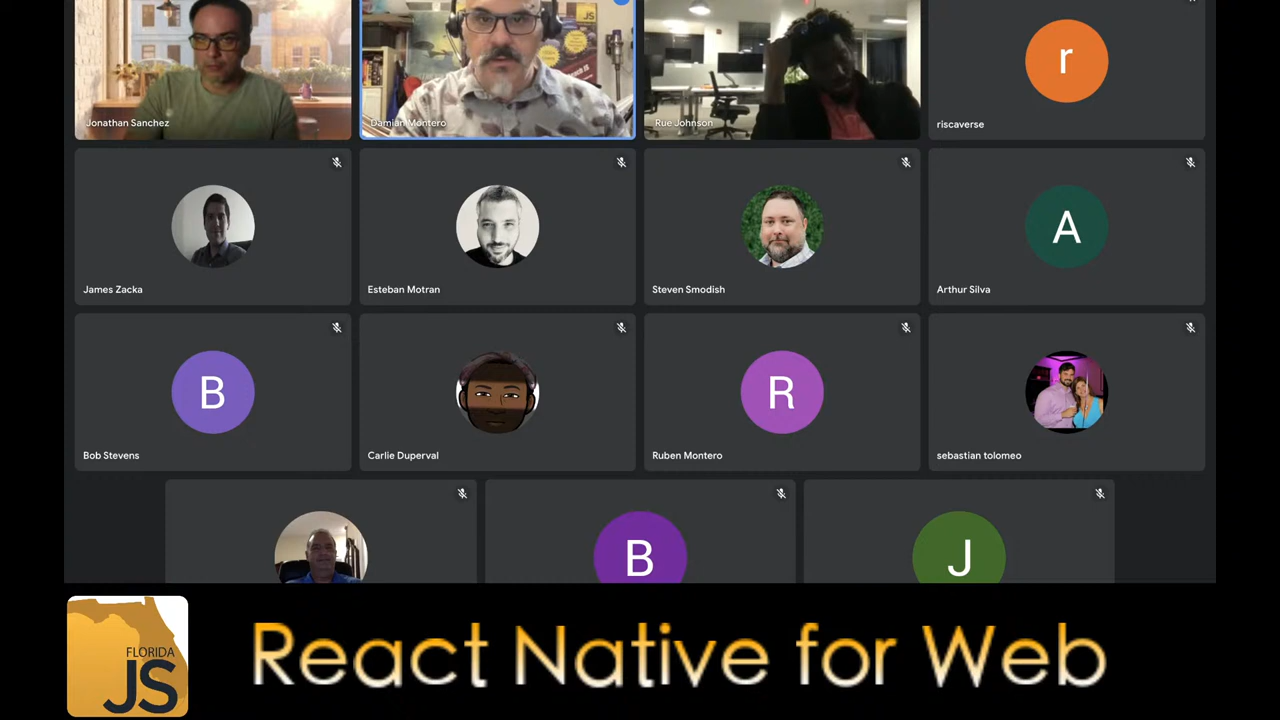 JS
Jonathan Sanchez
Damian Montero
Rue Johnson
r
riscaverse
James Zacka
Esteban Motran
Steven Smodish
A
Arthur Silva
B
Bob Stevens
Carlie Duperval
R
Ruben Montero
sebastian tolomeo
B
J
FLORIDA
JS
React Native for Web